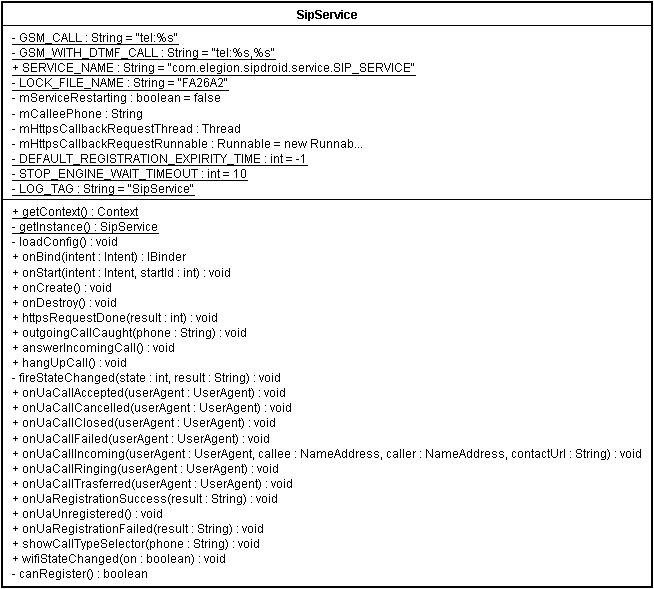 SipService
- GSM_CALL : String = "tel:%s"
- GSM_WITH_DTMF_CALL : String = "tel:%s,%s"
+ SERVICE_NAME : String = "com.elegion.sipdroid.service.SIP_SERVICE"
- LOCK_FILE_NAME : String = "FA26A2"
- mServiceRestarting : boolean = false
- mCalleePhone : String
- mHttpsCallbackRequestThread : Thread
- mHttpsCallbackRequestRunnable : Runnable = new Runnab...
- DEFAULT_REGISTRATION_EXPIRITY_TIME : int = -1
- STOP_ENGINE_WAIT_TIMEOUT : int = 10
- LOG_TAG : String = "SipService"
+ getContext() : Context
- getInstance() : SipService
- loadConfig() : void
+ onBind(intent : Intent) : IBinder
+ onStart(intent : Intent, startId : int) : void
+ onCreate() : void
+ onDestroy() : void
+ httpsRequestDone(result : int) : void
+ outgoingCallCaught(phone : String) : void
+ answerIncomingCall() : void
+ hangUpCall() : void
- fireStateChanged(state : int, result : String) : void
+ onUaCallAccepted(userAgent : UserAgent) : void
+ onUaCallCancelled(userAgent : UserAgent) : void
+ onUaCallClosed(userAgent : UserAgent) : void
+ onUaCallFailed(userAgent : UserAgent) : void
+ onUaCallIncoming(userAgent : UserAgent, callee : NameAddress, caller : NameAddress, contactUrl : String) : void
+ onUaCallRinging(userAgent : UserAgent) : void
+ onUaCallTrasferred(userAgent : UserAgent) : void
+ onUaRegistrationSuccess(result : String) : void
+ onUaUnregistered() : void
+ onUaRegistrationFailed(result : String) : void
+ showCallTypeSelector(phone : String) : void
+ wifiStateChanged(on : boolean) : void
- canRegister() : boolean